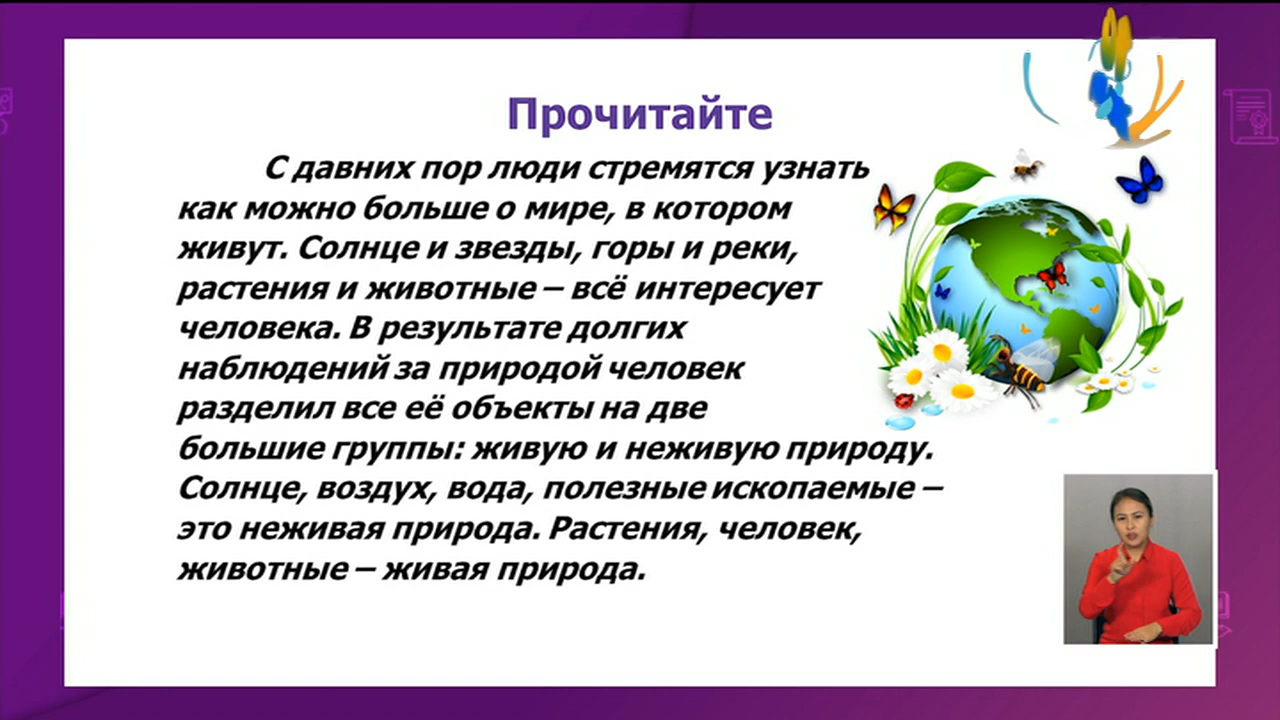 Прочитайте
С давних пор люди стремятся узнать
как можно больше о мире, в котором
живут. Солнце и звезды, горы и реки,
растения и животные – всё интересует
человека. В результате долгих
наблюдений за природой человек
разделил все её объекты на две
большие группы: живую и неживую природу.
Солнце, воздух, вода, полезные ископаемые –
это неживая природа. Растения, человек,
животные – живая природа.